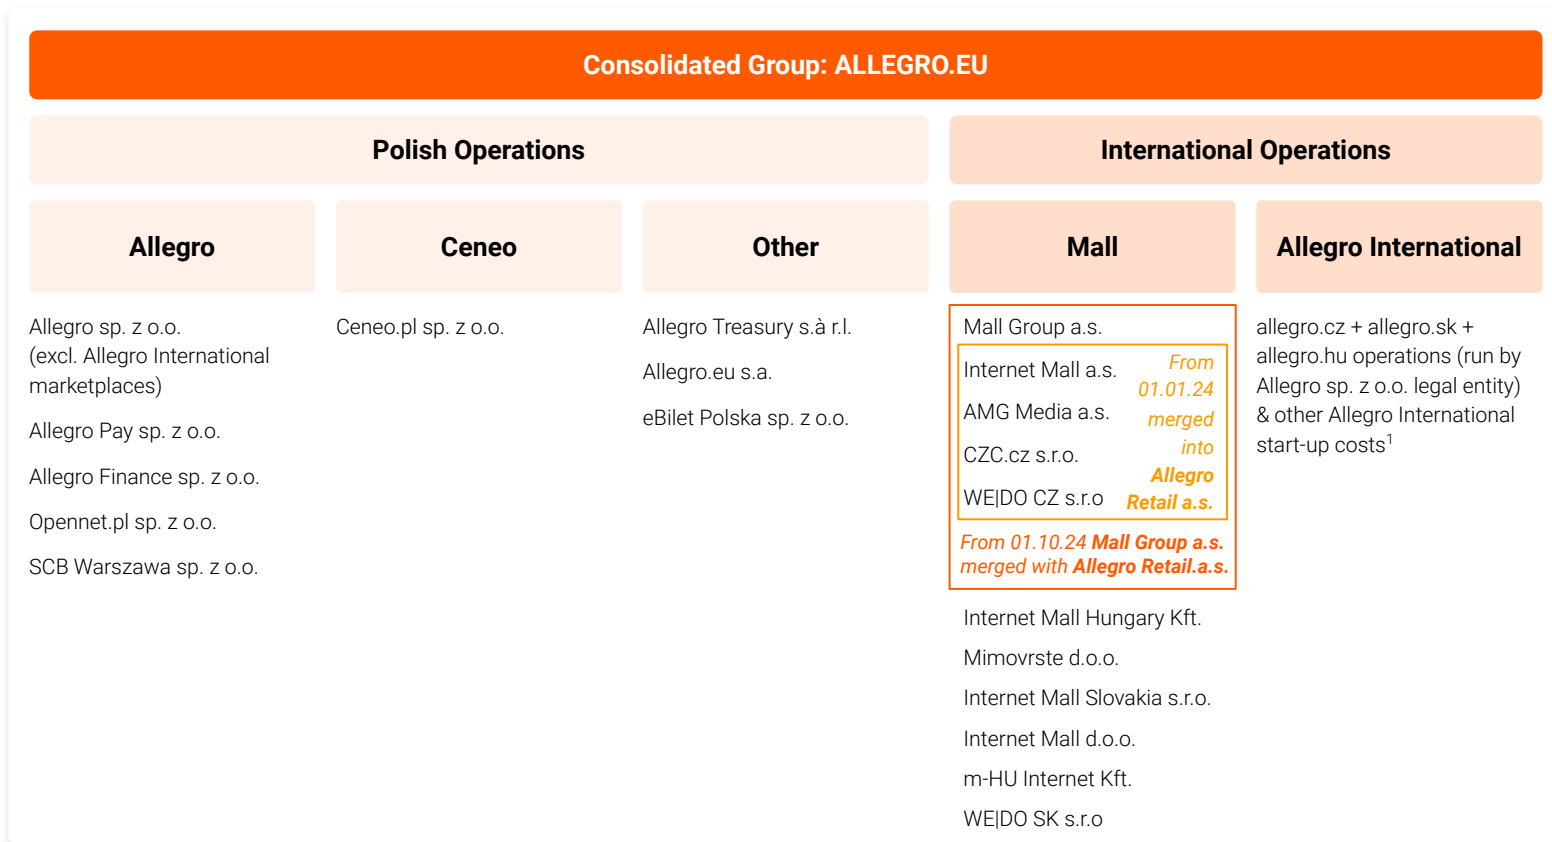 Consolidated Group: ALLEGRO.EU
Polish Operations
International Operations
Allegro
Ceneo
Other
Mall
Allegro International
Allegro sp. z o.o.
(excl. Allegro International
marketplaces)
Allegro Pay sp. z o.o.
Allegro Finance sp. z o.o.
Opennet.pl sp. z o.o.
SCB Warszawa sp. z o.o.
Ceneo.pl sp. z o.o.
Allegro Treasury s.à r.l.
Allegro.eu s.a.
eBilet Polska sp. z o.o.
Mall Group a.s.
Internet Mall a.s.
AMG Media a.s.
CZC.cz s.r.o.
WE|DO CZ s.r.o
From
01.01.24
merged
into
Allegro
Retail a.s.
From 01.10.24 Mall Group a.s.
merged with Allegro Retail.a.s.
Internet Mall Hungary Kft.
Mimovrste d.o.o.
Internet Mall Slovakia s.r.o.
Internet Mall d.o.o.
m-HU Internet Kft.
WE|DO SK s.r.o
allegro.cz + allegro.sk +
allegro.hu operations (run by
Allegro sp. z o.o. legal entity)
& other Allegro International
start-up costs¹